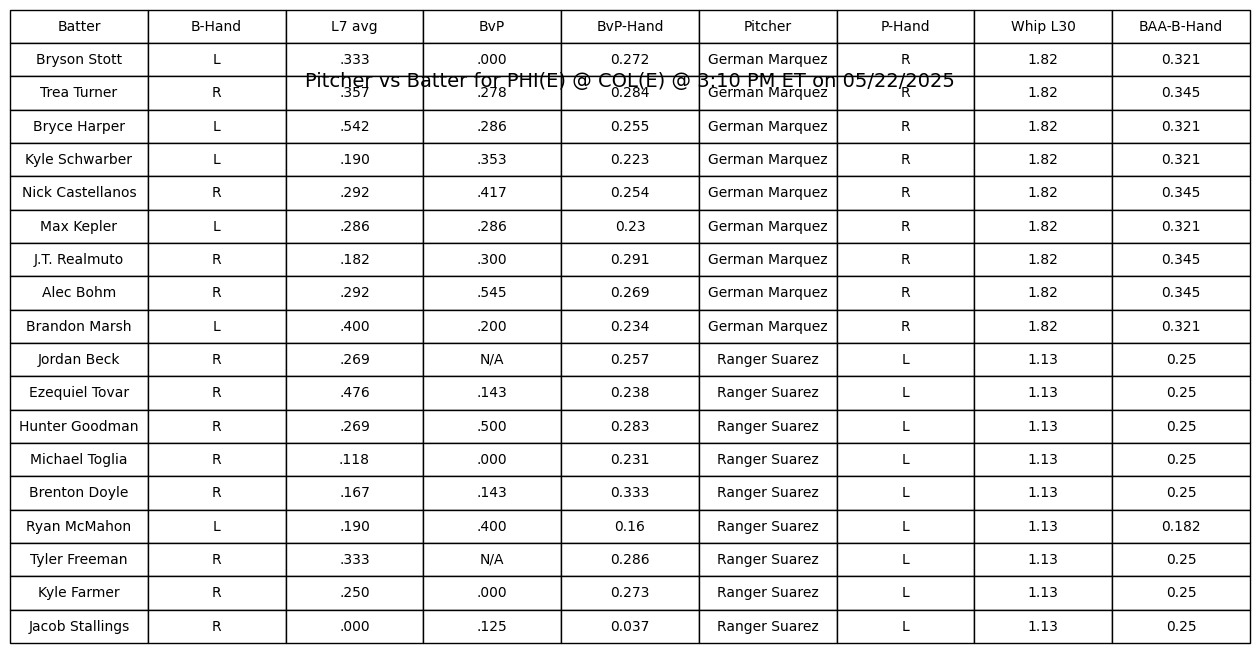 Batter B-Hand L7 avg BvP BvP-Hand Pitcher P-Hand Whip L30 BAA-B-Hand
Bryson Stott L .333 .000 0.272 German Marquez R 1.82 0.321
Pitcher vs Batter for PHI(E) @ COL(E) @ 3:10 PM ET on 05/22/2025
Trea Turner R .357 .278 0.284 German Marquez R 1.82 0.345
Bryce Harper L .542 .286 0.255 German Marquez R 1.82 0.321
Kyle Schwarber L .190 .353 0.223 German Marquez R 1.82 0.321
Nick Castellanos R .292 .417 0.254 German Marquez R 1.82 0.345
Max Kepler L .286 .286 0.23 German Marquez R 1.82 0.321
J.T. Realmuto R .182 .300 0.291 German Marquez R 1.82 0.345
Alec Bohm R .292 .545 0.269 German Marquez R 1.82 0.345
Brandon Marsh L .400 .200 0.234 German Marquez R 1.82 0.321
Jordan Beck R .269 N/A 0.257 Ranger Suarez L 1.13 0.25
Ezequiel Tovar R .476 .143 0.238 Ranger Suarez L 1.13 0.25
Hunter Goodman R .269 .500 0.283 Ranger Suarez L 1.13 0.25
Michael Toglia R .118 .000 0.231 Ranger Suarez L 1.13 0.25
Brenton Doyle R .167 .143 0.333 Ranger Suarez L 1.13 0.25
Ryan McMahon L .190 .400 0.16 Ranger Suarez L 1.13 0.182
Tyler Freeman R .333 N/A 0.286 Ranger Suarez L 1.13 0.25
Kyle Farmer R .250 .000 0.273 Ranger Suarez L 1.13 0.25
Jacob Stallings R .000 .125 0.037 Ranger Suarez L 1.13 0.25